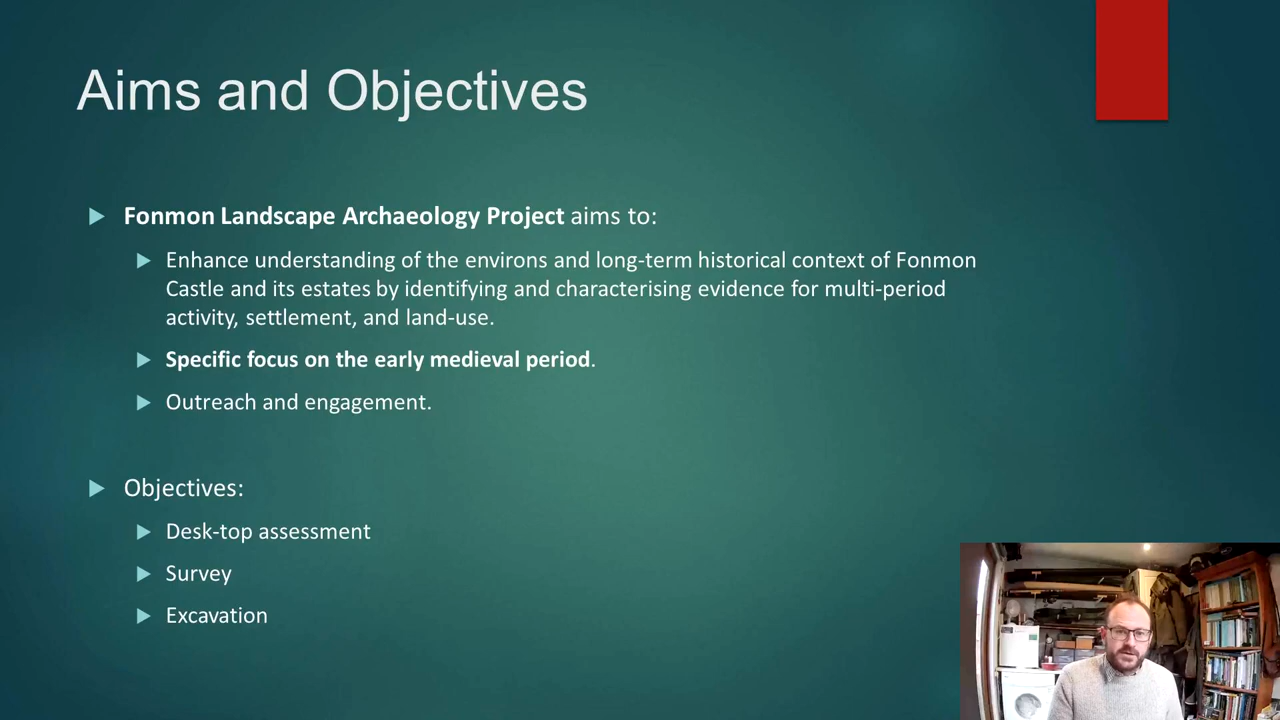 Aims and Objectives
Fonmon Landscape Archaeology Project aims to:
Enhance understanding of the environs and long-term historical context of Fonmon
Castle and its estates by identifying and characterising evidence for multi-period
activity, settlement, and land-use.
Specific focus on the early medieval period.
Outreach and engagement.
Objectives:
Desk-top assessment
Survey
Excavation